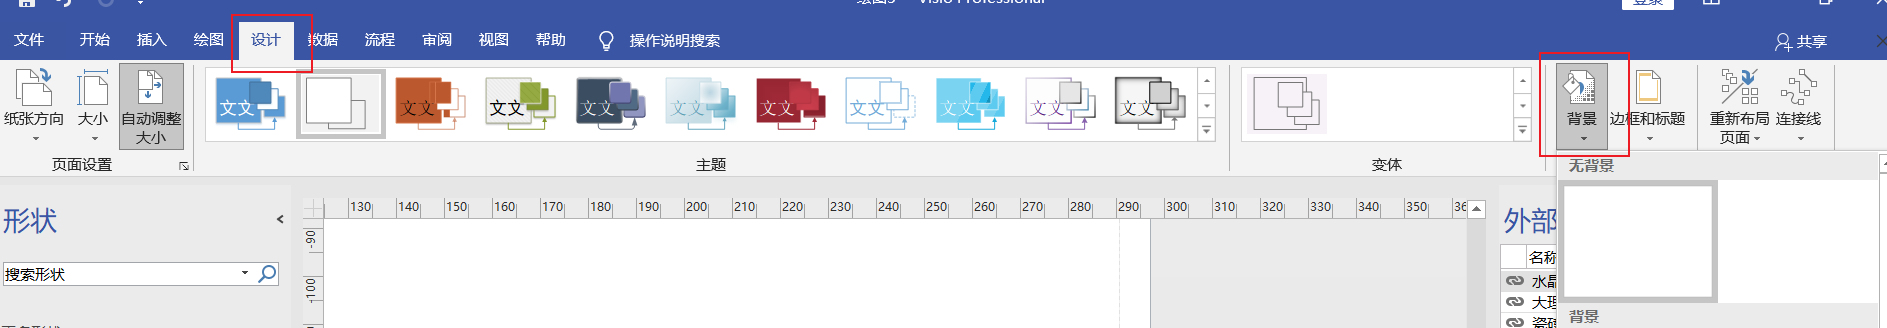 绘图3 - Visio Professional
登录
文件 开始 插入 绘图 设计 数据 流程 审阅 视图 帮助 操作说明搜索 共享
文文 文文 文文 文文 文文 文文 文文 文文 文文 文文
纸张方向 大小 自动调整大小 背景 边框和标题 重新布局页面 连接线
页面设置 主题 变体
无背景
形状
130 140 150 160 170 180 190 200 210 220 230 240 250 260 270 280 290 300 310 320 330 340 350 36
外部
-90
名称
搜索形状
水晶
-100
大理
背景
瓷砖
更多形状